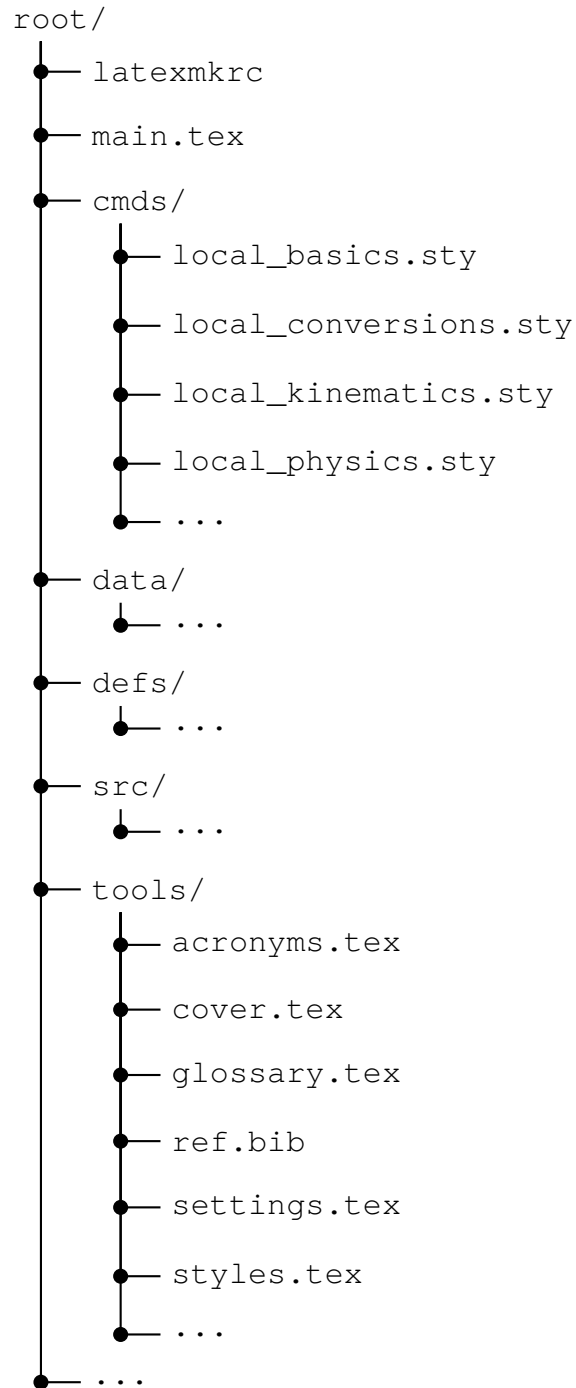 root/
latexmkrc
main.tex
cmds/
local_basics.sty
local_conversions.sty
local_kinematics.sty
local_physics.sty
...
data/
...
defs/
...
src/
...
tools/
acronyms.tex
cover.tex
glossary.tex
ref.bib
settings.tex
styles.tex
...
...